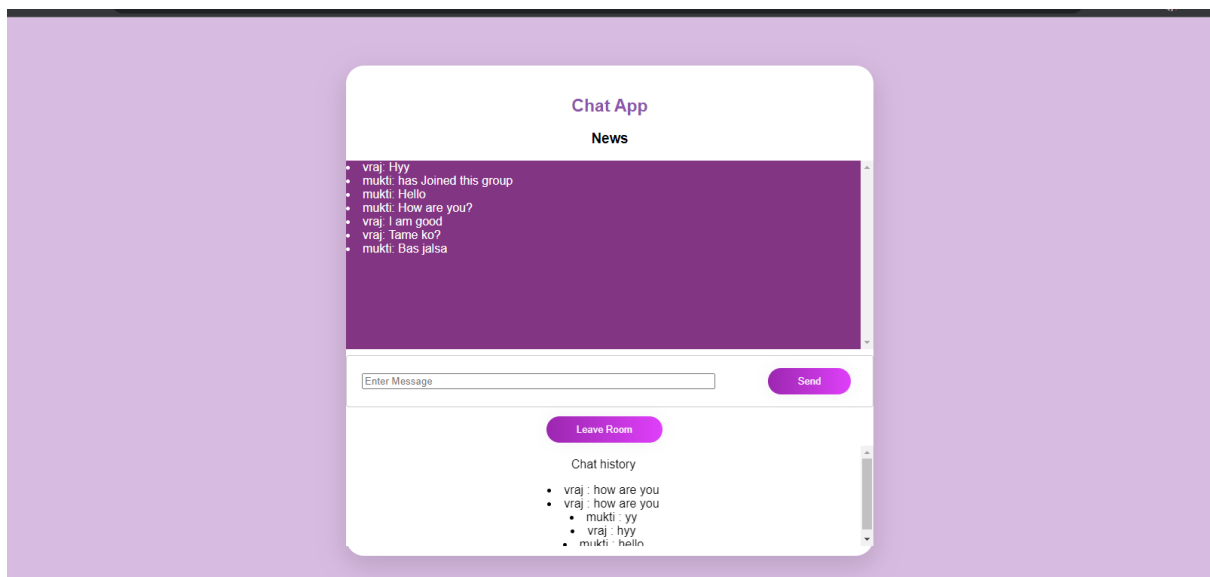 Chat App
News
• vraj: Hyy
• mukti: has Joined this group
• mukti: Hello
• mukti: How are you?
• vraj: I am good
• vraj: Tame ko?
• mukti: Bas jalsa
Enter Message
Send
Leave Room
Chat history
• vraj : how are you
• vraj : how are you
• mukti : yy
• vraj : hyy
• mukti : hello